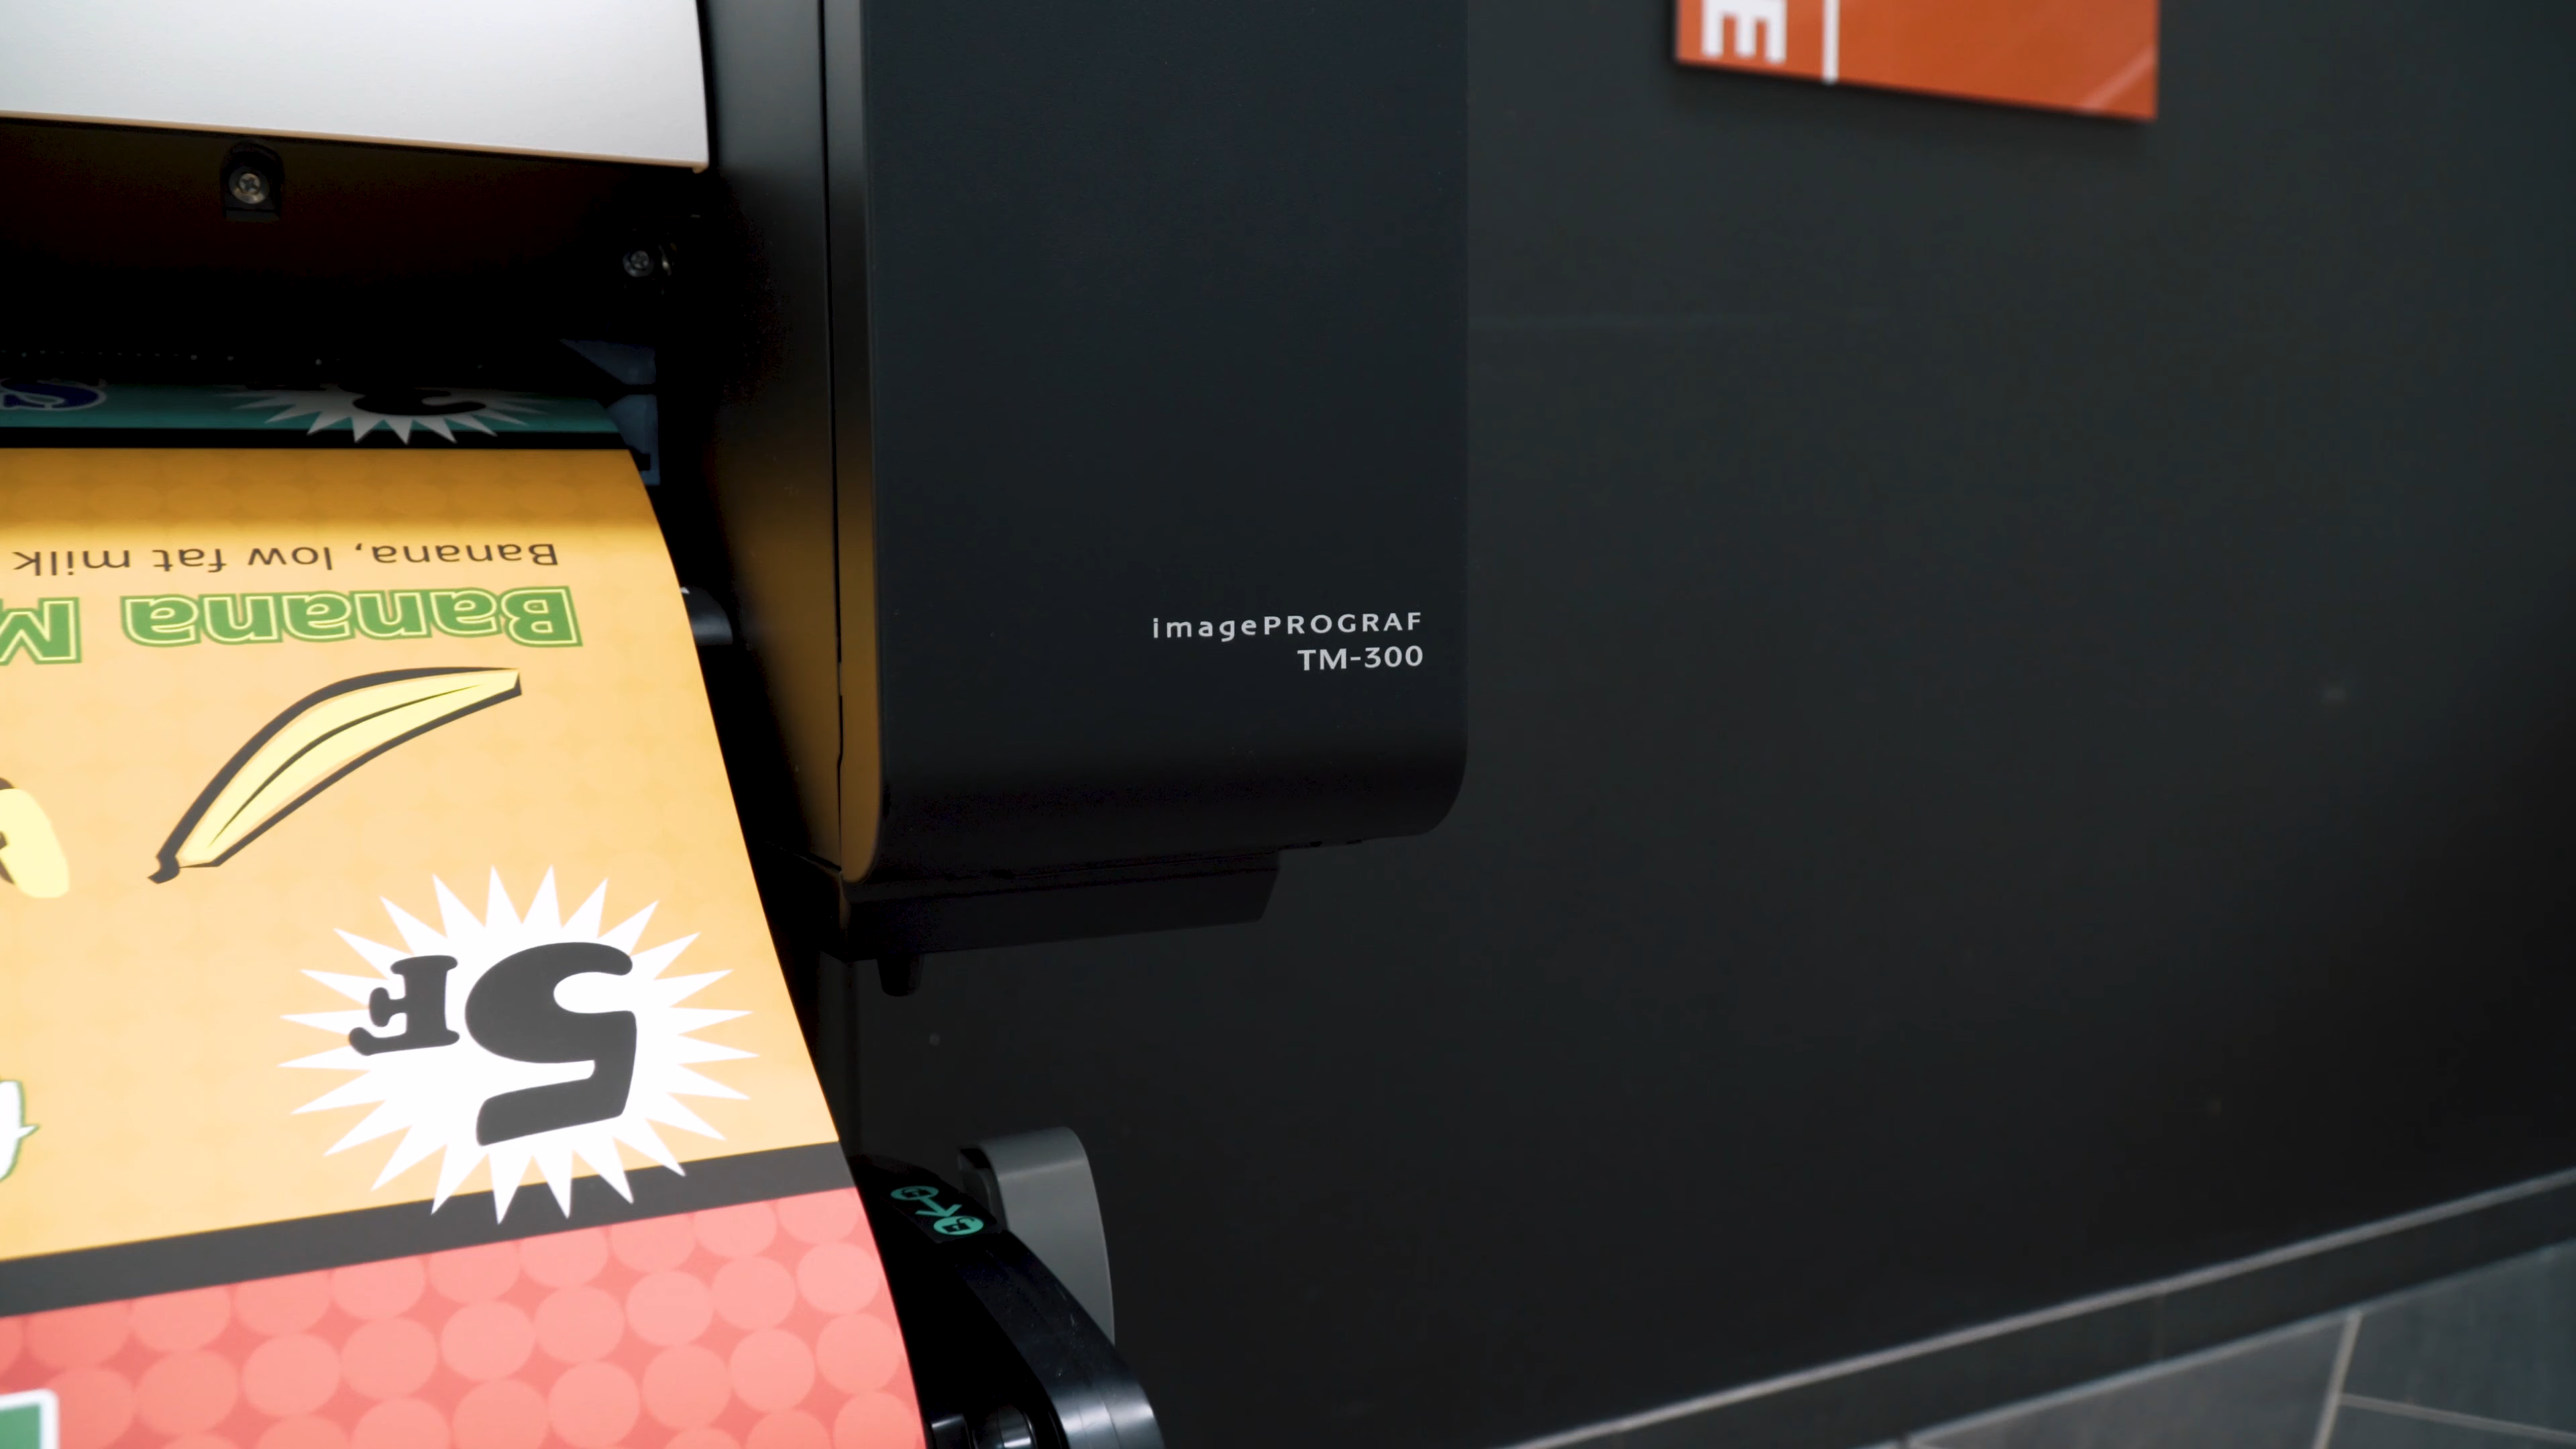 E
Banana, low fat milk
Banana M
5F
imagePROGRAF
TM-300